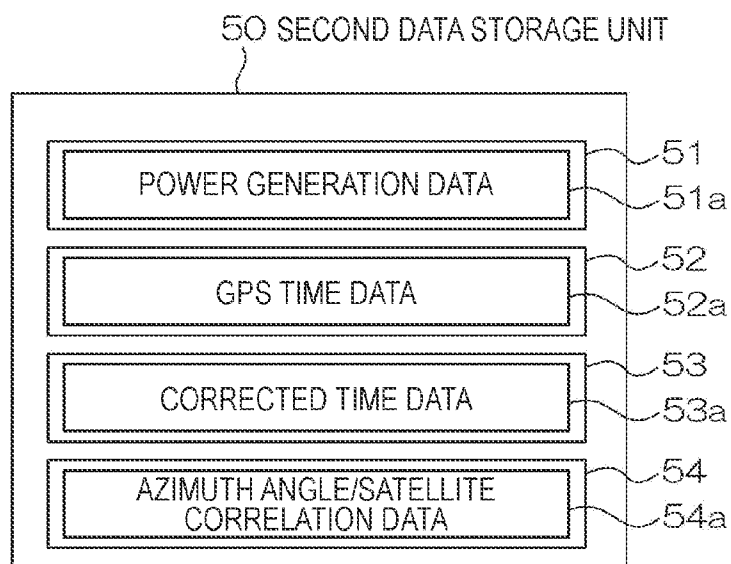 50 SECOND DATA STORAGE UNIT
51
POWER GENERATION DATA
51a
52
GPS TIME DATA
52a
53
CORRECTED TIME DATA
53a
54
AZIMUTH ANGLE/SATELLITE
CORRELATION DATA
54a